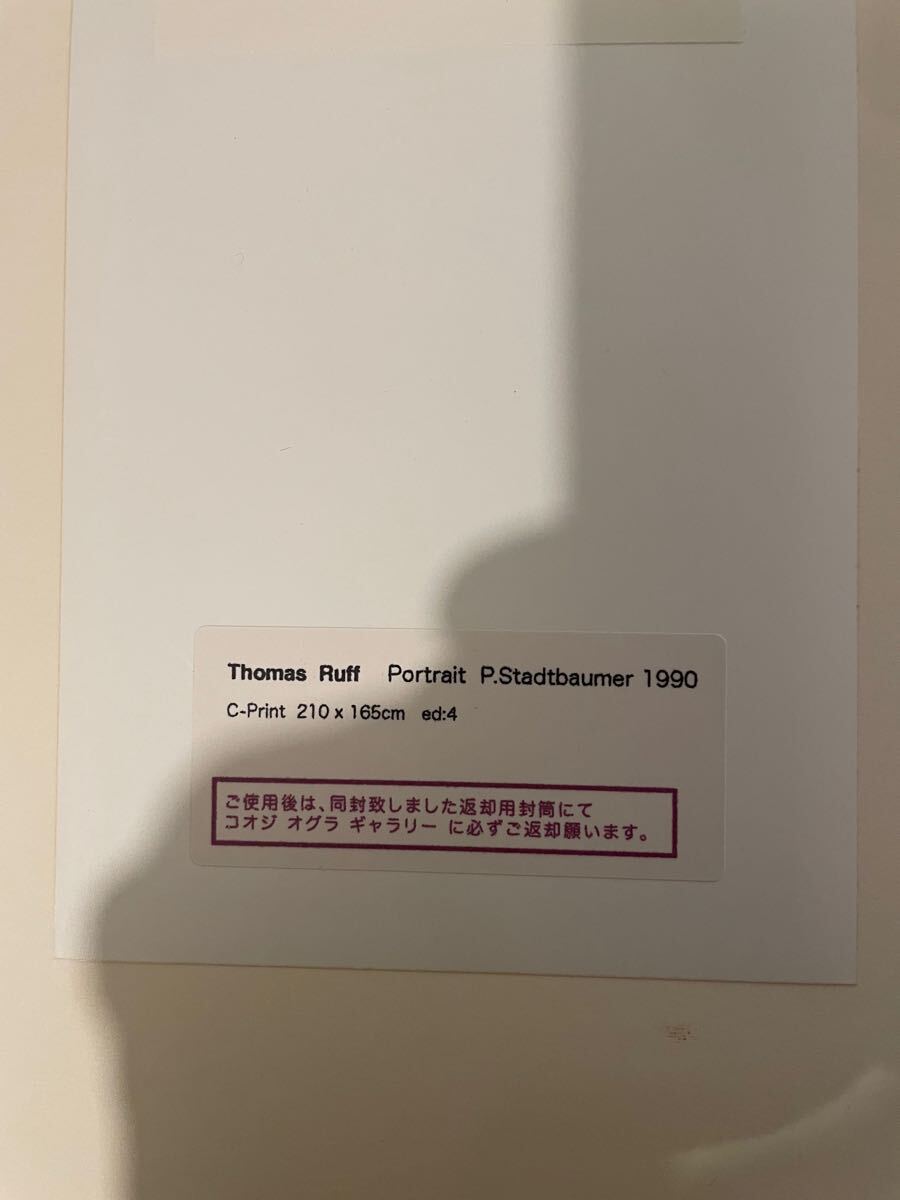 Thomas Ruff Portrait P.Stadtbaumer 1990
C-Print 210 x 165cm ed:4
ご使用後は、同封致しました返却用封筒にて
コオジ オグラ ギャラリー に必ずご返却願います。